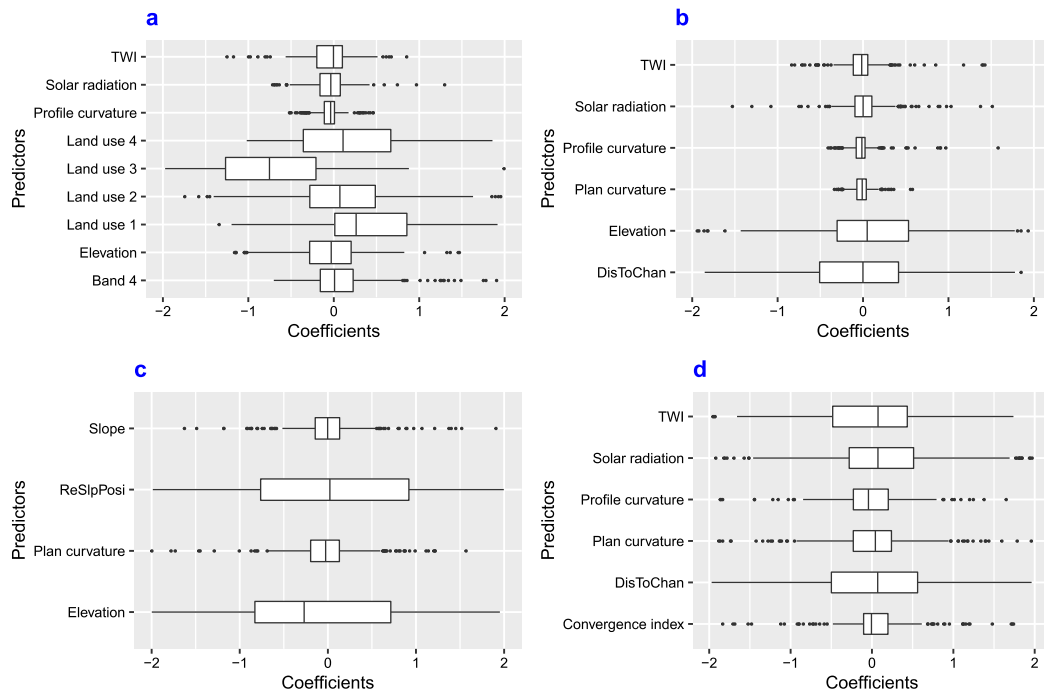 a
TWI
Solar radiation
Profile curvature
Land use 4
Land use 3
Land use 2
Land use 1
Elevation
Band 4
Predictors
−2 −1 0 1 2
Coefficients
b
TWI
Solar radiation
Profile curvature
Plan curvature
Elevation
DisToChan
Predictors
−2 −1 0 1 2
Coefficients
c
Slope
ReSlpPosi
Plan curvature
Elevation
Predictors
−2 −1 0 1 2
Coefficients
d
TWI
Solar radiation
Profile curvature
Plan curvature
DisToChan
Convergence index
Predictors
−2 −1 0 1 2
Coefficients